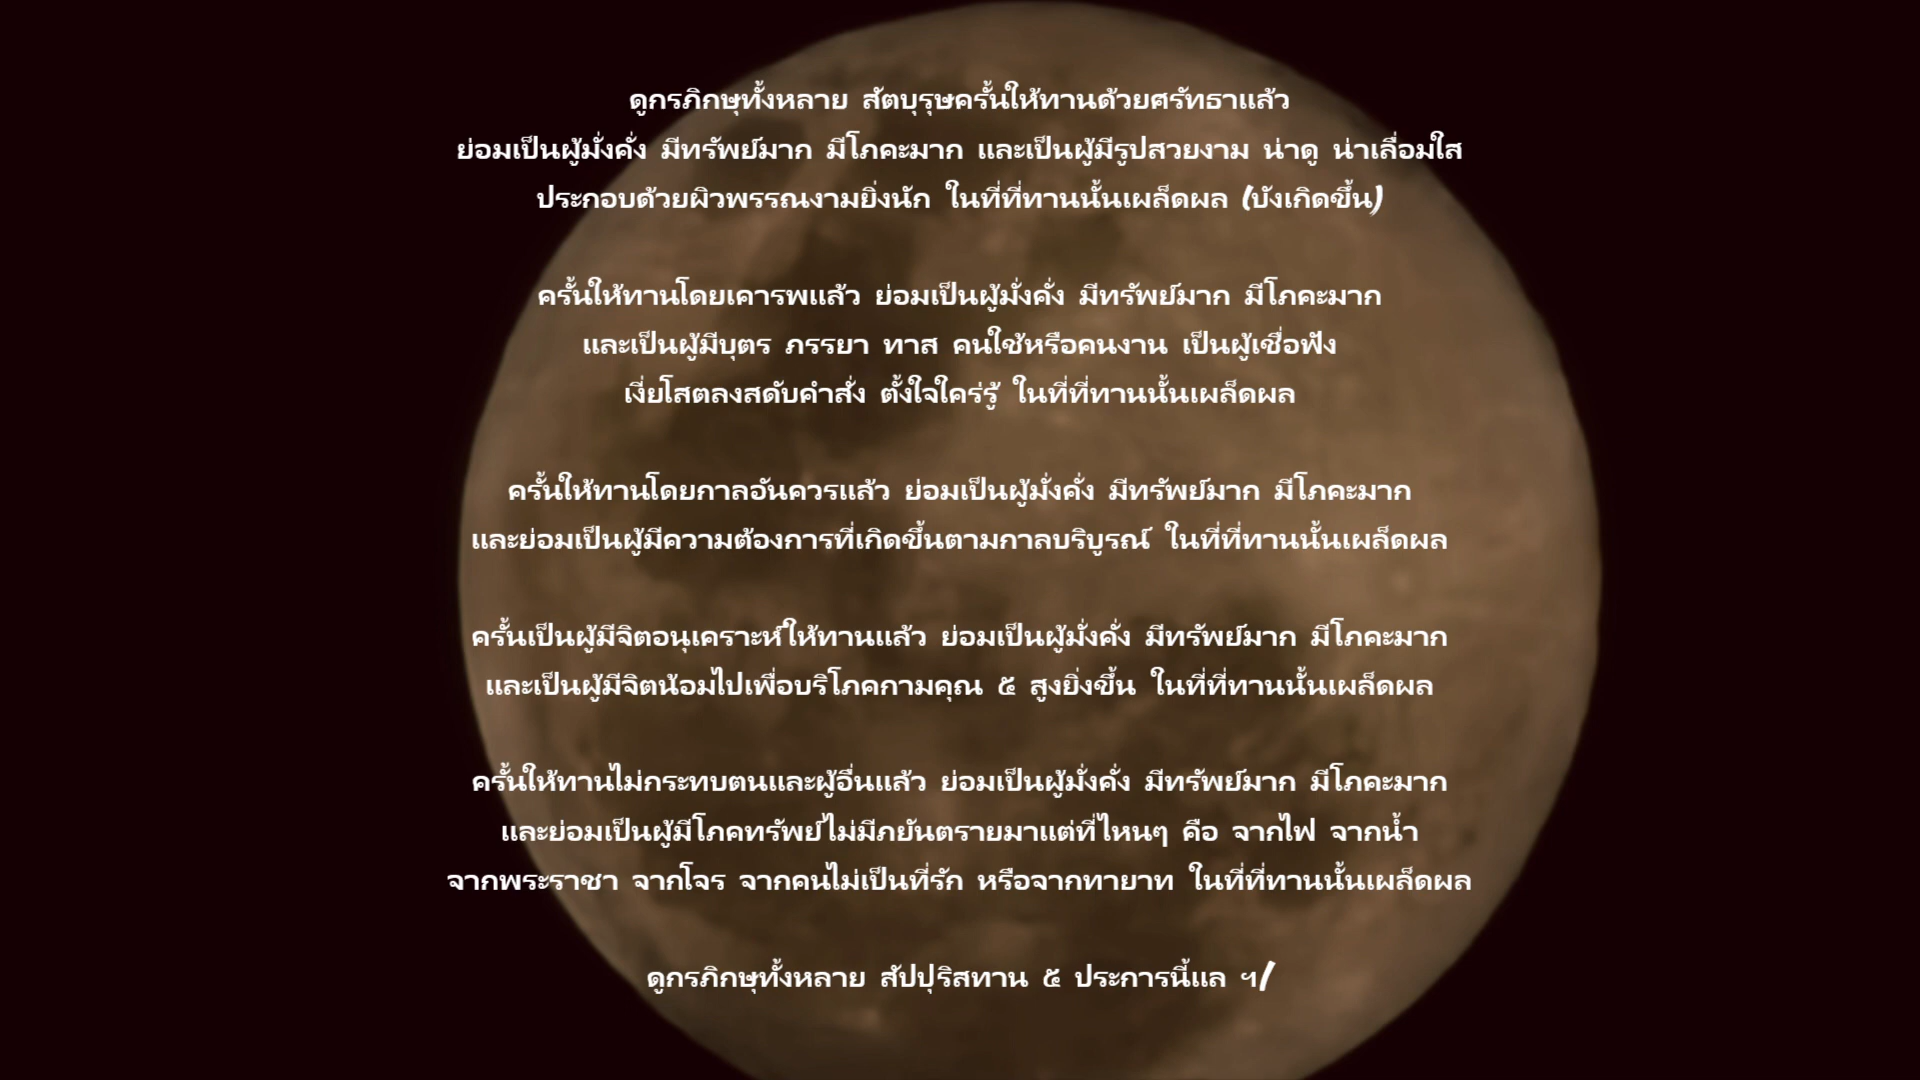 ดูกรภิกษุทั้งหลาย สัตบุรุษครั้นให้ทานด้วยศรัทธาแล้ว
ย่อมเป็นผู้มั่งคั่ง มีทรัพย์มาก มีโภคะมาก และเป็นผู้มีรูปสวยงาม น่าดู น่าเลื่อมใส
ประกอบด้วยผิวพรรณงามยิ่งนัก ในที่ที่ทานนั้นเผล็ดผล (บังเกิดขึ้น)
ครั้นให้ทานโดยเคารพแล้ว ย่อมเป็นผู้มั่งคั่ง มีทรัพย์มาก มีโภคะมาก
และเป็นผู้มีบุตร ภรรยา ทาส คนใช้หรือคนงาน เป็นผู้เชื่อฟัง
เงี่ยโสตลงสดับคำสั่ง ตั้งใจใคร่รู้ ในที่ที่ทานนั้นเผล็ดผล
ครั้นให้ทานโดยกาลอันควรแล้ว ย่อมเป็นผู้มั่งคั่ง มีทรัพย์มาก มีโภคะมาก
และย่อมเป็นผู้มีความต้องการที่เกิดขึ้นตามกาลบริบูรณ์ ในที่ที่ทานนั้นเผล็ดผล
ครั้นเป็นผู้มีจิตอนุเคราะห์ให้ทานแล้ว ย่อมเป็นผู้มั่งคั่ง มีทรัพย์มาก มีโภคะมาก
และเป็นผู้มีจิตน้อมไปเพื่อบริโภคกามคุณ ๕ สูงยิ่งขึ้น ในที่ที่ทานนั้นเผล็ดผล
ครั้นให้ทานไม่กระทบตนและผู้อื่นแล้ว ย่อมเป็นผู้มั่งคั่ง มีทรัพย์มาก มีโภคะมาก
และย่อมเป็นผู้มีโภคทรัพย์ไม่มีภยันตรายมาแต่ที่ไหนๆ คือ จากไฟ จากน้ำ
จากพระราชา จากโจร จากคนไม่เป็นที่รัก หรือจากทายาท ในที่ที่ทานนั้นเผล็ดผล
ดูกรภิกษุทั้งหลาย สัปปุริสทาน ๕ ประการนี้แล ฯ/